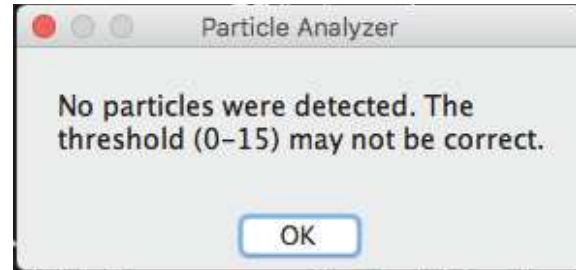 Particle Analyzer
No particles were detected. The
threshold (0–15) may not be correct.
OK